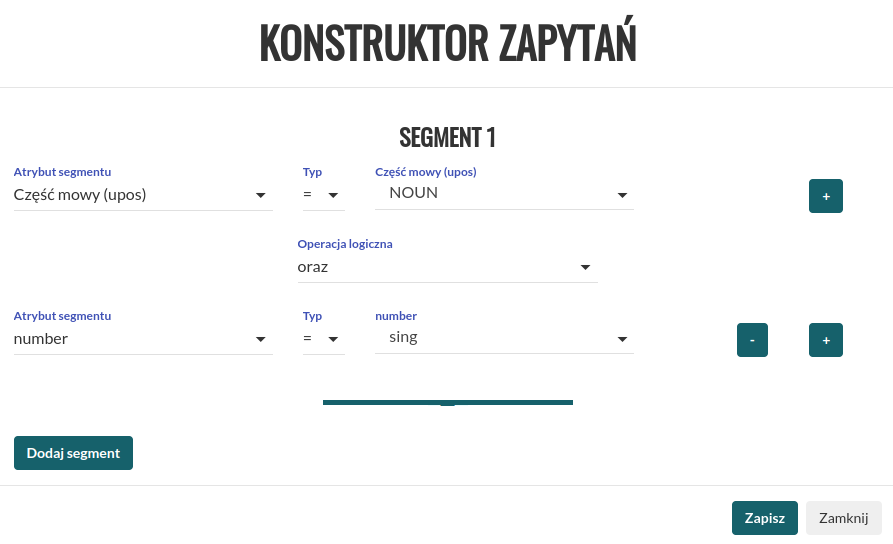 KONSTRUKTOR ZAPYTAŃ
SEGMENT 1
Atrybut segmentu Typ Część mowy (upos)
Część mowy (upos) = NOUN +
Operacja logiczna
oraz
Atrybut segmentu Typ number
number = sing - +
Dodaj segment
Zapisz Zamknij